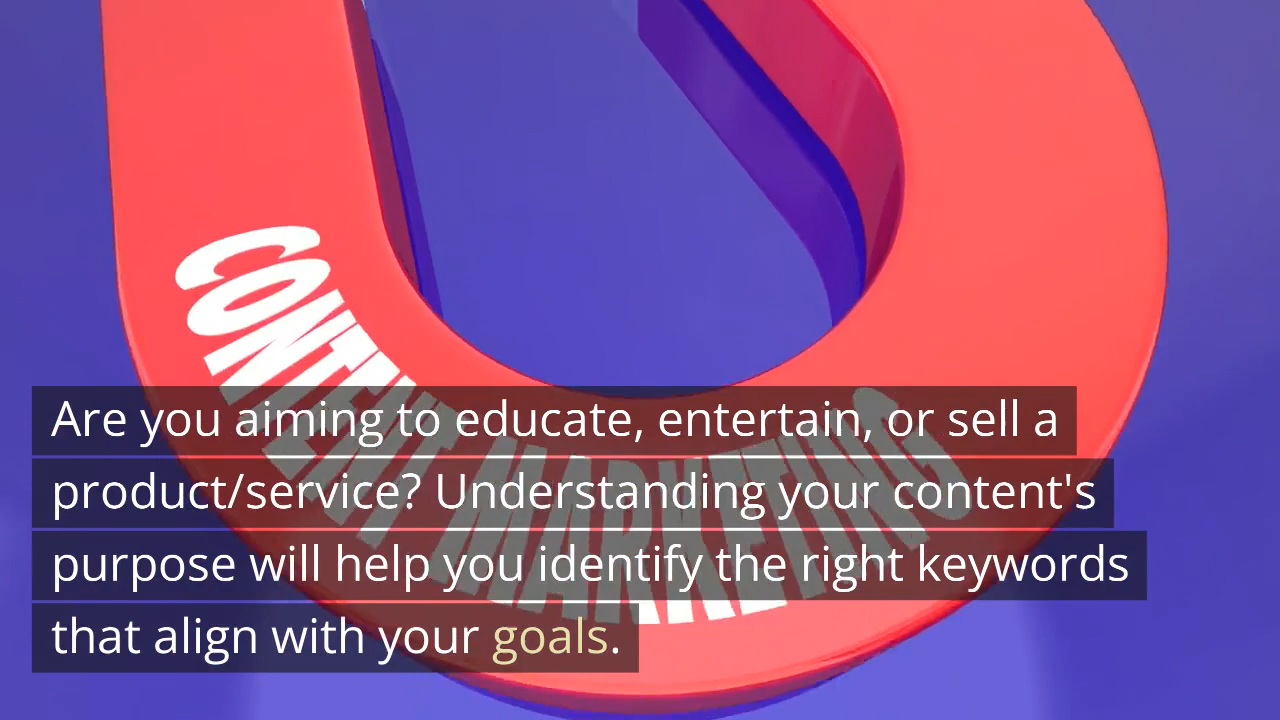 CONTENT MARKETING
Are you aiming to educate, entertain, or sell a
product/service? Understanding your content's
purpose will help you identify the right keywords
that align with your goals.